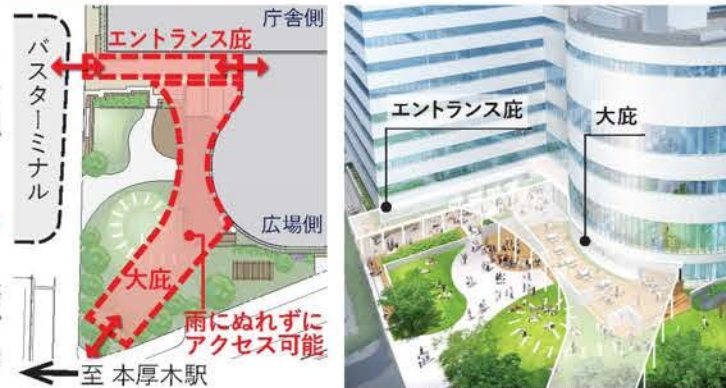 庁舎側
エントランス庇
バスターミナル
広場側
大庇
雨にぬれずに
アクセス可能
至 本厚木駅
エントランス庇
大庇